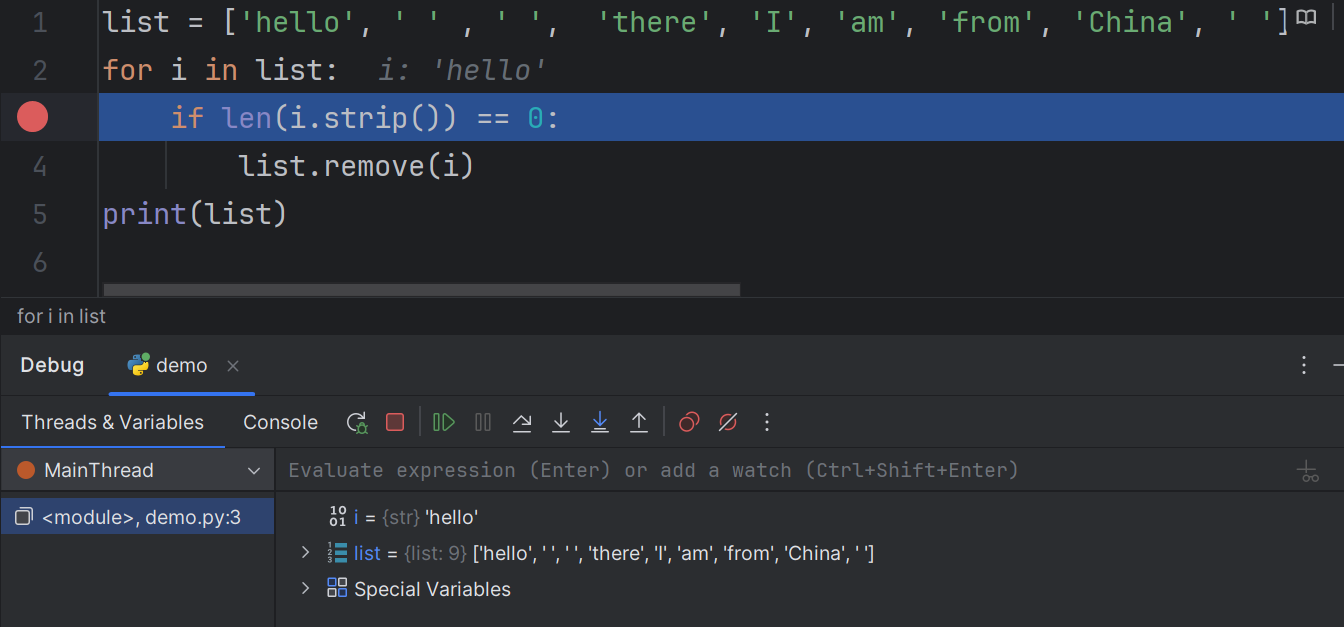 1 list = ['hello', ' ' , ' ',  'there', 'I', 'am', 'from', 'China', ' ']
2 for i in list:  i: 'hello'
    if len(i.strip()) == 0:
4         list.remove(i)
5 print(list)
6
for i in list
Debug demo
Threads & Variables Console
MainThread Evaluate expression (Enter) or add a watch (Ctrl+Shift+Enter)
<module>, demo.py:3 i = {str} 'hello'
list = {list: 9} ['hello', ' ', ' ', 'there', 'I', 'am', 'from', 'China', ' ']
Special Variables